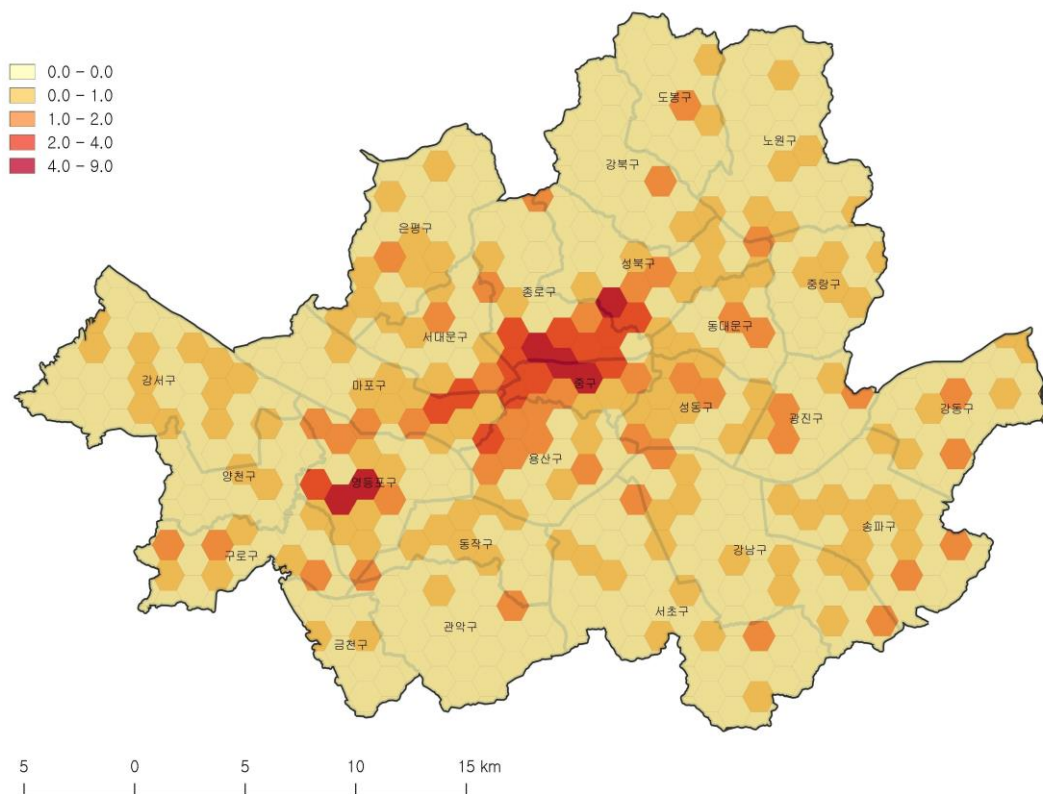 0.0 – 0.0
0.0 – 1.0
1.0 – 2.0
2.0 – 4.0
4.0 – 9.0
도봉구
노원구
강북구
은평구
성북구
중랑구
종로구
서대문구
동대문구
강서구
마포구
중구
성동구
광진구
강동구
용산구
양천구
영등포구
송파구
구로구
동작구
강남구
서초구
관악구
금천구
5 0 5 10 15 km